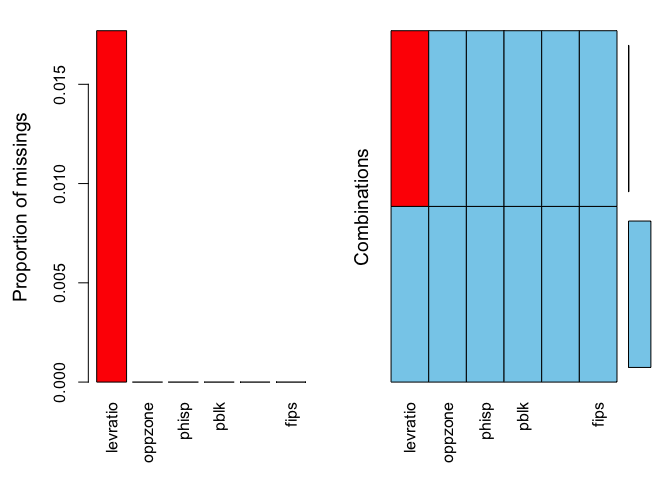 Proportion of missings
0.015
0.010
0.005
0.000
levratio
oppzone
phisp
pblk
fips
Combinations
levratio
oppzone
phisp
pblk
fips